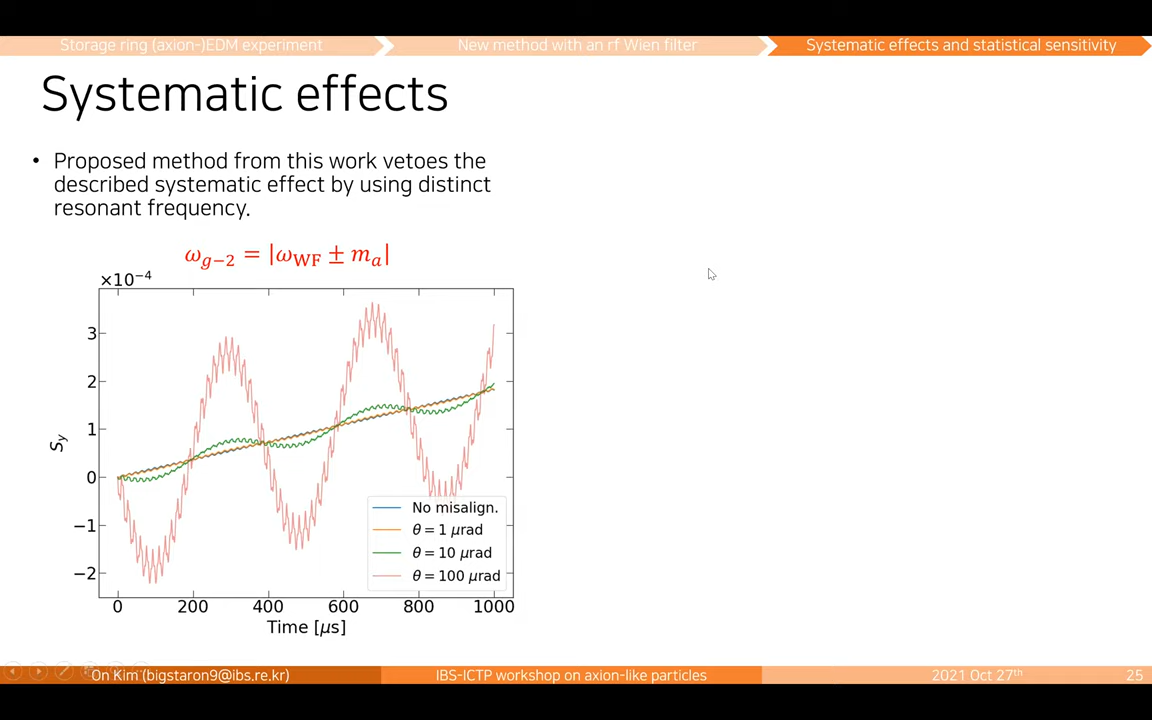 Storage ring (axion-)EDM experiment
New method with an rf Wien filter
Systematic effects and statistical sensitivity
Systematic effects
• Proposed method from this work vetoes the
described systematic effect by using distinct
resonant frequency.
ω_{g−2} = |ω_{WF} ± m_a|
×10⁻⁴
3
2
1
0
−1
−2
S_y
No misalign.
θ = 1 μrad
θ = 10 μrad
θ = 100 μrad
0 200 400 600 800 1000
Time [μs]
On Kim (bigstaron9@ibs.re.kr)
IBS-ICTP workshop on axion-like particles
2021 Oct 27th
25